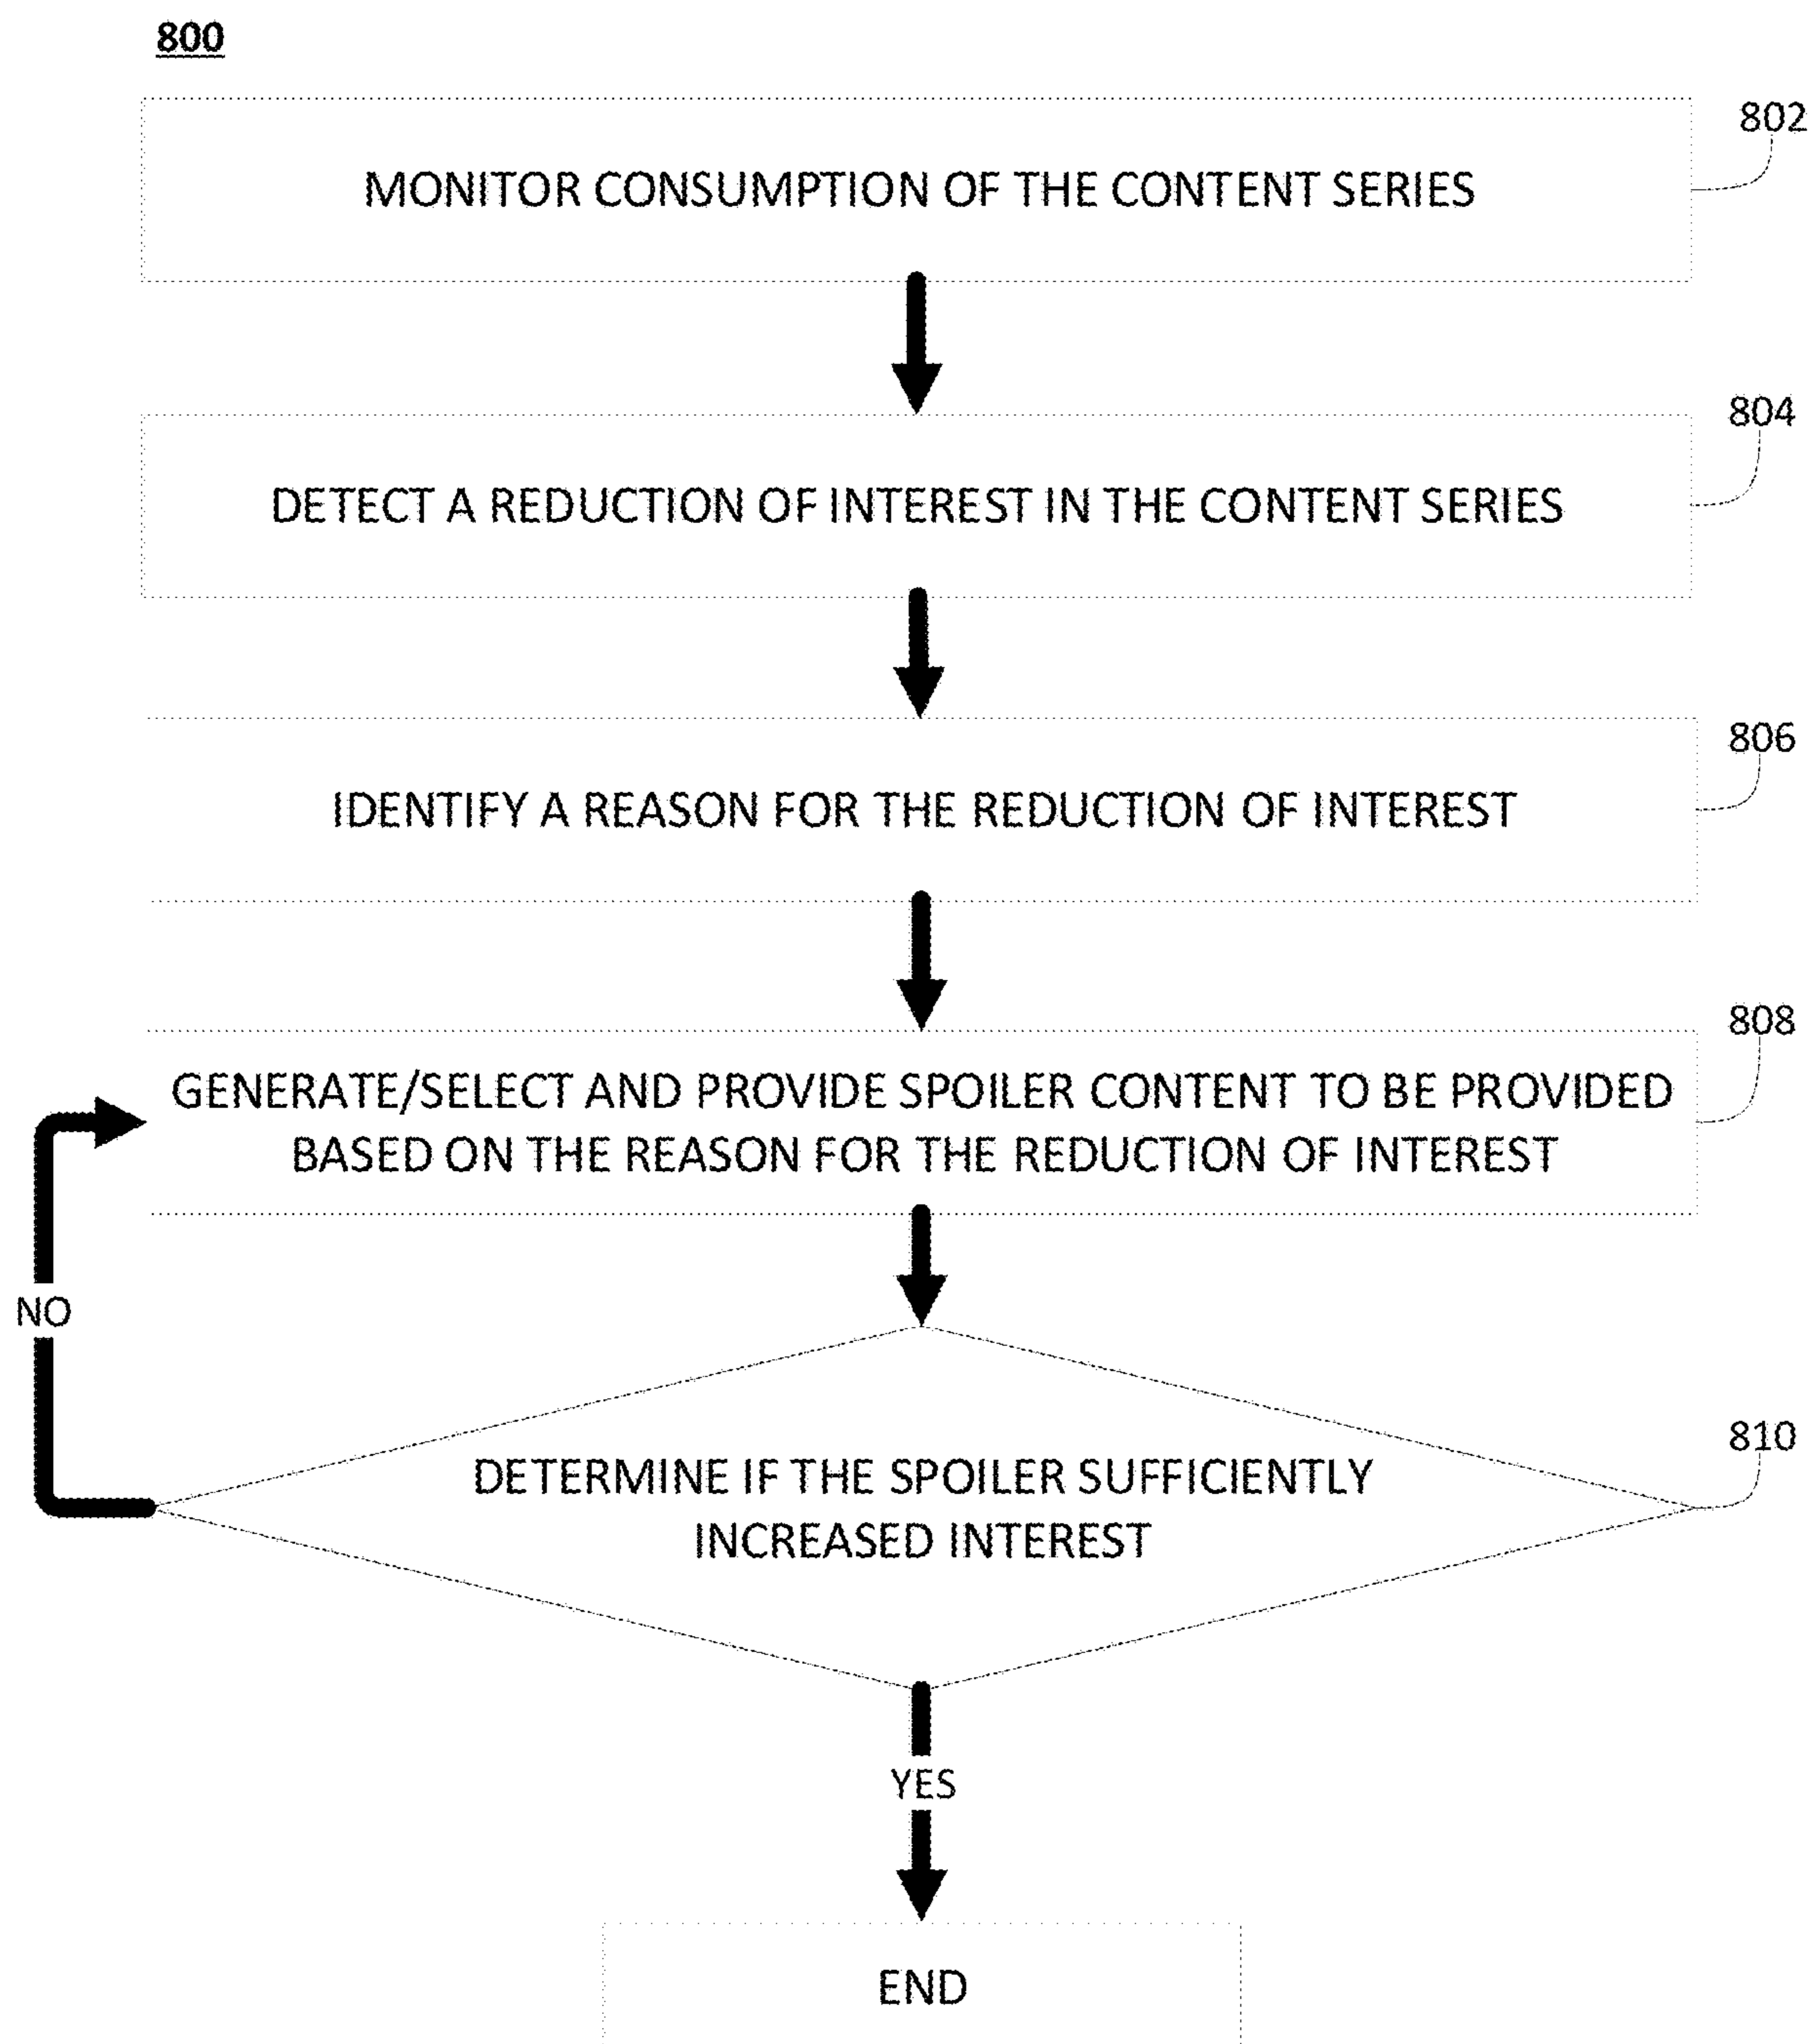 800
802
MONITOR CONSUMPTION OF THE CONTENT SERIES
804
DETECT A REDUCTION OF INTEREST IN THE CONTENT SERIES
806
IDENTIFY A REASON FOR THE REDUCTION OF INTEREST
808
GENERATE/SELECT AND PROVIDE SPOILER CONTENT TO BE PROVIDED
BASED ON THE REASON FOR THE REDUCTION OF INTEREST
NO
810
DETERMINE IF THE SPOILER SUFFICIENTLY
INCREASED INTEREST
YES
END